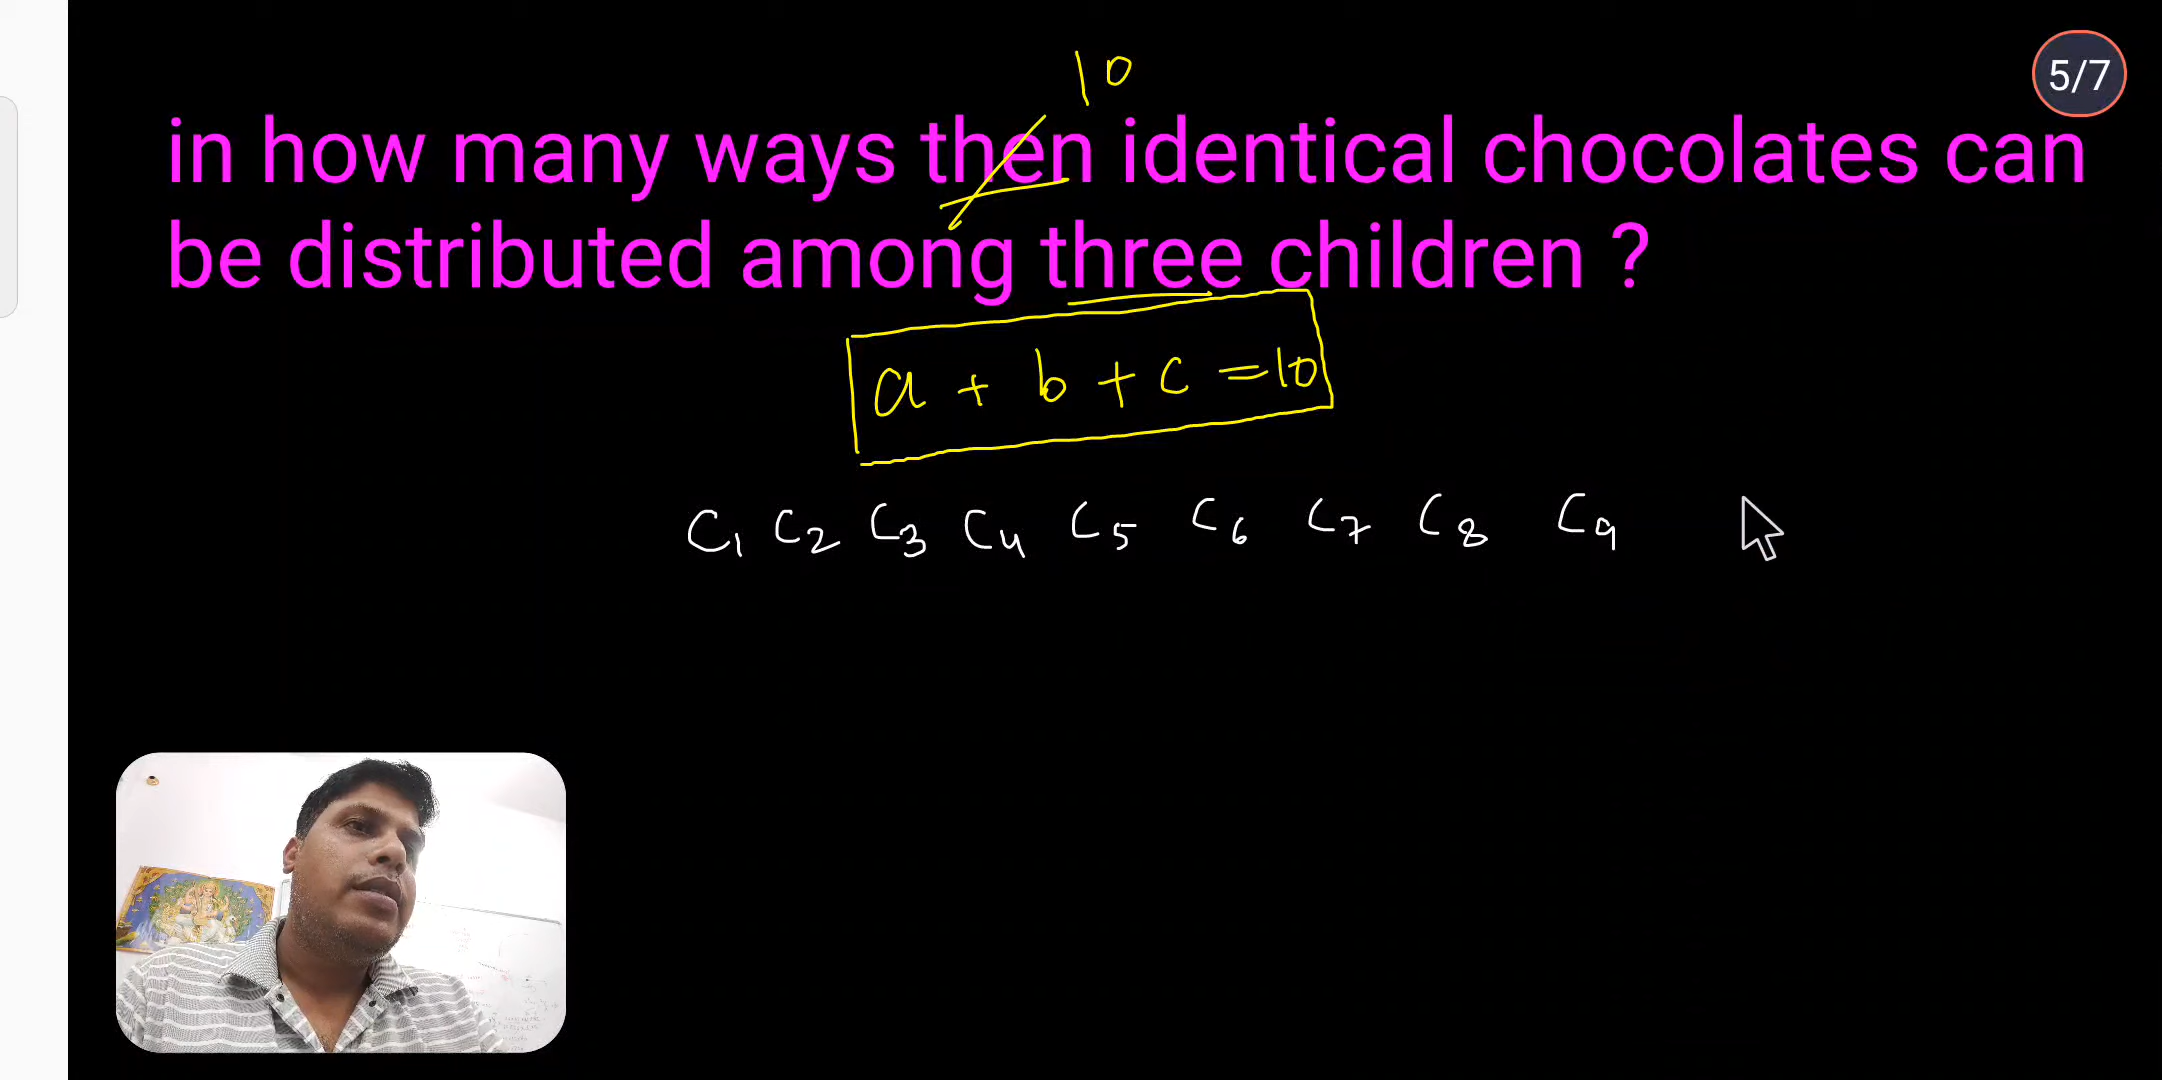 5/7
10
in how many ways then identical chocolates can
be distributed among three children ?
a + b + c = 10
C1 C2 C3 C4 C5 C6 C7 C8 C9